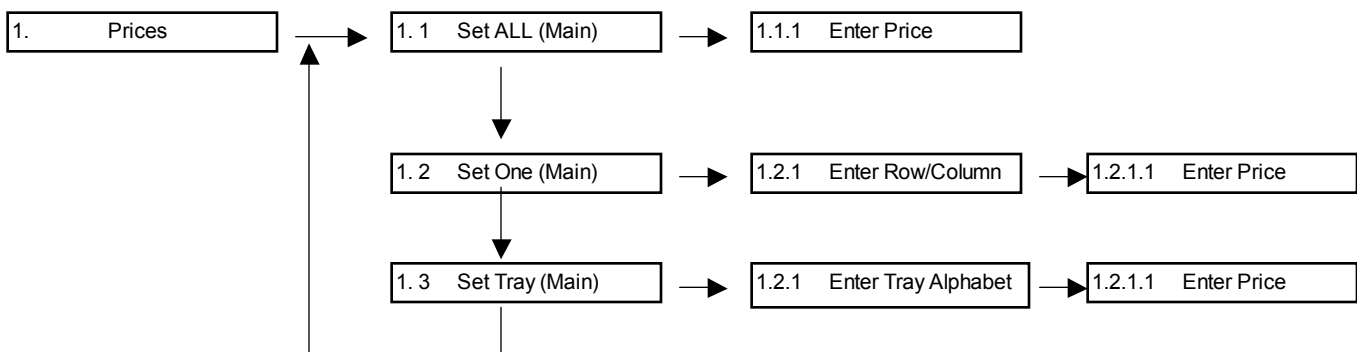 1. Prices
1. 1 Set ALL (Main)
1.1.1 Enter Price
1. 2 Set One (Main)
1.2.1 Enter Row/Column
1.2.1.1 Enter Price
1. 3 Set Tray (Main)
1.2.1 Enter Tray Alphabet
1.2.1.1 Enter Price